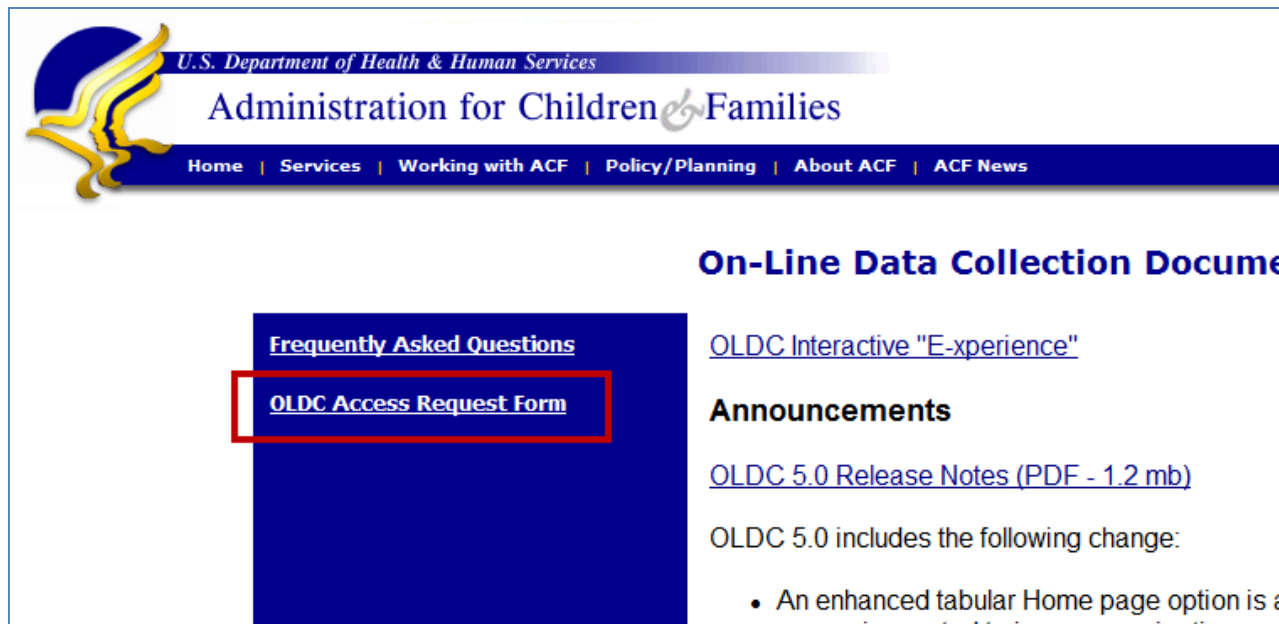 U.S. Department of Health & Human Services
Administration for Children & Families
Home | Services | Working with ACF | Policy/Planning | About ACF | ACF News
On-Line Data Collection
Frequently Asked Questions
OLDC Access Request Form
OLDC Interactive "E-xperience"
Announcements
OLDC 5.0 Release Notes (PDF - 1.2 mb)
OLDC 5.0 includes the following change:
• An enhanced tabular Home page option is